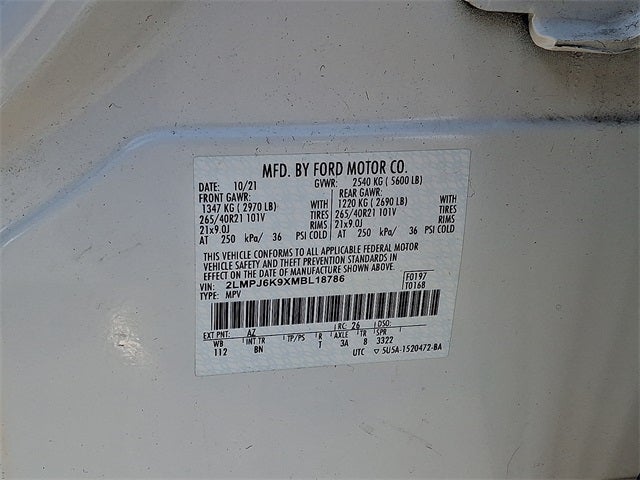 MFD. BY FORD MOTOR CO.
DATE: 10/21 GVWR: 2540 KG ( 5600 LB)
FRONT GAWR: REAR GAWR:
1347 KG ( 2970 LB) WITH 1220 KG ( 2690 LB) WITH
265/40R21 101V TIRES 265/40R21 101V TIRES
21x9.0J RIMS 21x9.0J RIMS
AT 250 kPa/ 36 PSI COLD AT 250 kPa/ 36 PSI COLD
THIS VEHICLE CONFORMS TO ALL APPLICABLE FEDERAL MOTOR
VEHICLE SAFETY AND THEFT PREVENTION STANDARDS IN
EFFECT ON THE DATE OF MANUFACTURE SHOWN ABOVE.
VIN: 2LMPJ6K9XMBL18786 F0197
TYPE: MPV T0168
EXT PNT: AZ RC: 26 DSO:
WB INT TR TP/PS R AXLE TR SPR
112 BN T 3A 8 3322
UTC ▽ 5U5A-1520472-BA